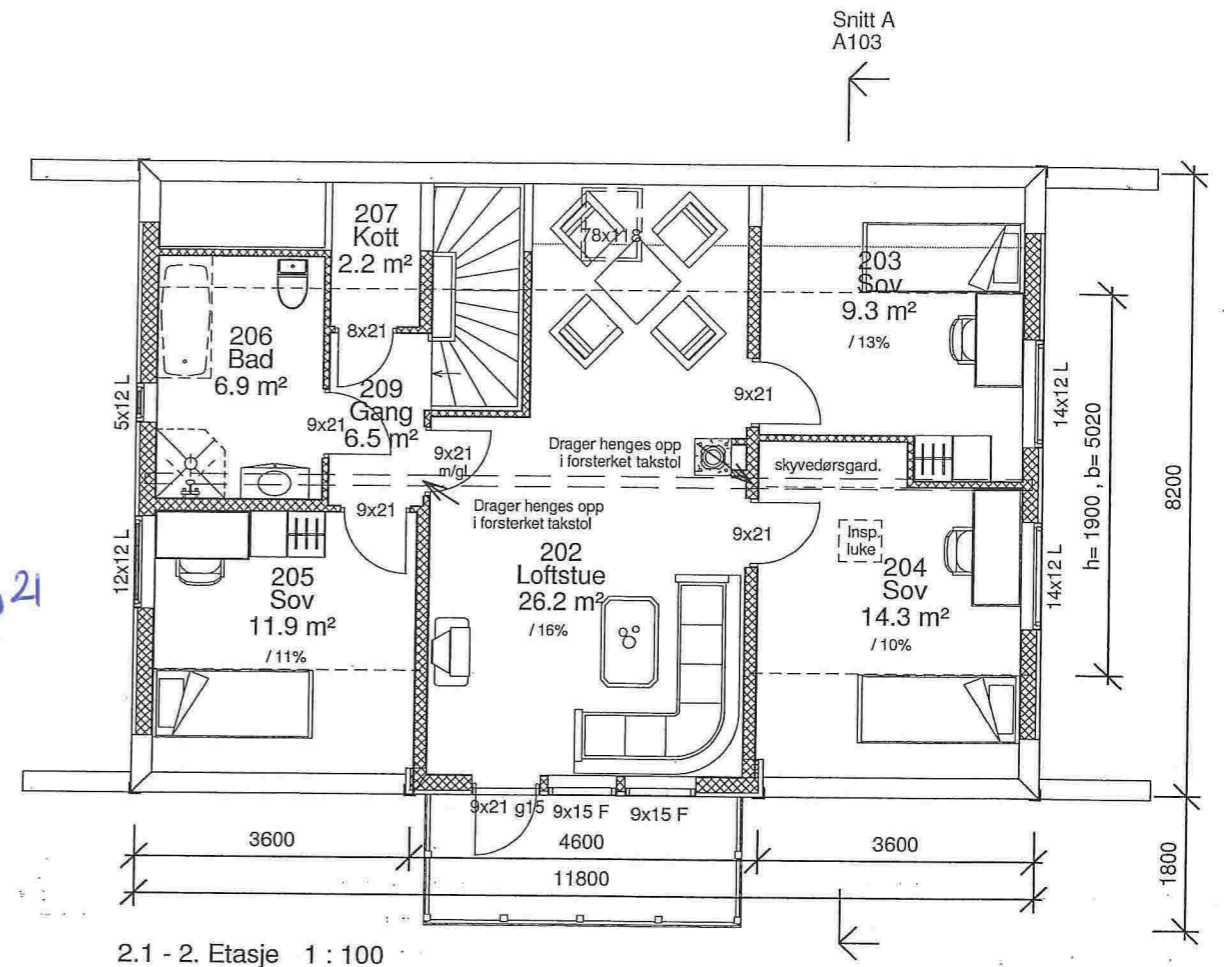 Snitt A
A103
207
Kott
2.2 m²
78x118
203
Sov
9.3 m²
/ 13%
206
Bad
6.9 m²
8x21
209
Gang
6.5 m²
9x21
9x21
m/gl
9x21
5x12 L
14x12 L
Drager henges opp
i forsterket takstol
skyvedørsgard.
h= 1900 , b= 5020
8200
9x21
Drager henges opp
i forsterket takstol
9x21
Insp.
luke
12x12 L
14x12 L
205
Sov
11.9 m²
/ 11%
202
Loftstue
26.2 m²
/ 16%
204
Sov
14.3 m²
/ 10%
21
9x21 g15
9x15 F
9x15 F
3600
4600
3600
11800
1800
2.1 - 2. Etasje 1 : 100